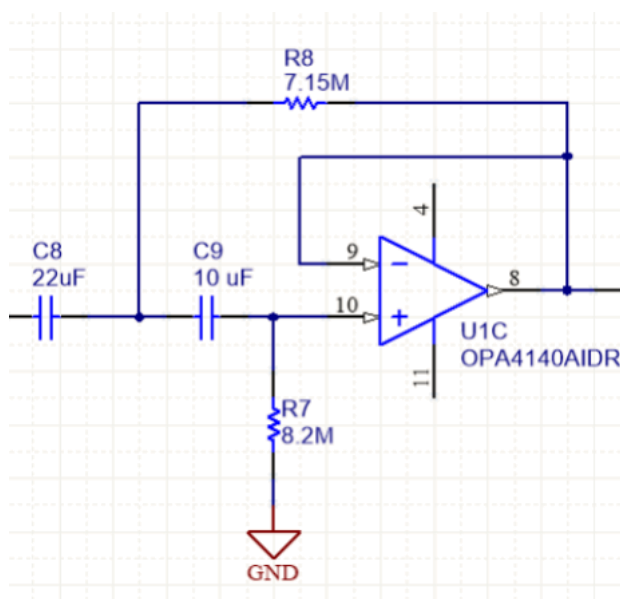 R8
7.15M
4
C8
22uF
C9
10 uF
9
8
10
U1C
OPA4140AIDR
11
R7
8.2M
GND